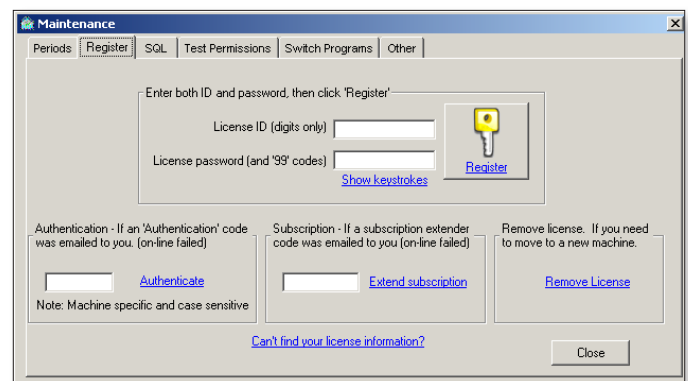 Maintenance
Periods Register SQL Test Permissions Switch Programs Other
Enter both ID and password, then click 'Register'
License ID (digits only)
License password (and '99' codes)
Show keystrokes
Register
Authentication - If an 'Authentication' code
was emailed to you. (on-line failed)
Authenticate
Note: Machine specific and case sensitive
Subscription - If a subscription extender
code was emailed to you (on-line failed)
Extend subscription
Remove license. If you need
to move to a new machine.
Remove License
Can't find your license information?
Close